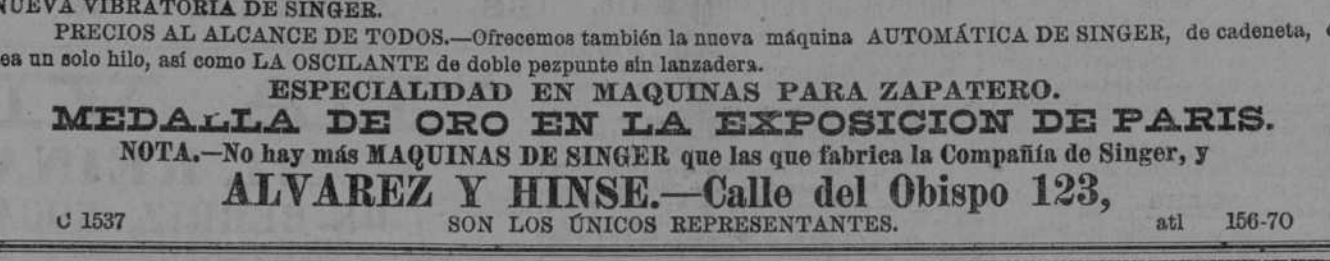 NUEVA VIBRATORIA DE SINGER.
PRECIOS AL ALCANCE DE TODOS.—Ofrecemos también la nueva máquina AUTOMÁTICA DE SINGER, de cadeneta, ó
ea un solo hilo, así como LA OSCILANTE de doble pezpunte sin lanzadera.
ESPECIALIDAD EN MAQUINAS PARA ZAPATERO.
MEDALLA DE ORO EN LA EXPOSICION DE PARIS.
NOTA.—No hay más MAQUINAS DE SINGER que las que fabrica la Compañía de Singer, y
ALVAREZ Y HINSE.—Calle del Obispo 123,
C 1537 SON LOS ÚNICOS REPRESENTANTES. atl 156-70